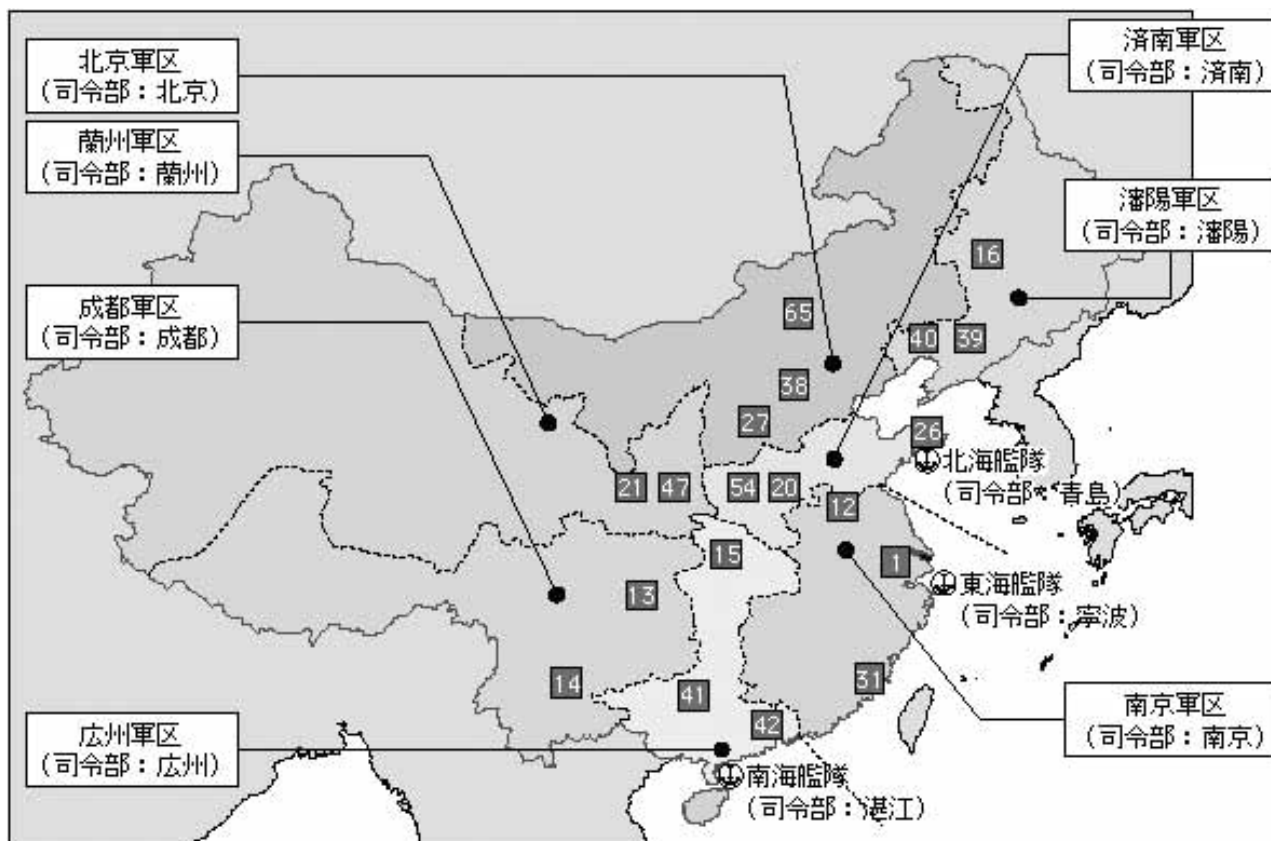 北京軍区
(司令部：北京)
蘭州軍区
(司令部：蘭州)
成都軍区
(司令部：成都)
広州軍区
(司令部：広州)
済南軍区
(司令部：済南)
瀋陽軍区
(司令部：瀋陽)
南京軍区
(司令部：南京)
16
65
40
39
38
27
26
北海艦隊
(司令部：青島)
21
47
54
20
12
15
1
東海艦隊
(司令部：寧波)
13
14
41
31
42
南海艦隊
(司令部：湛江)